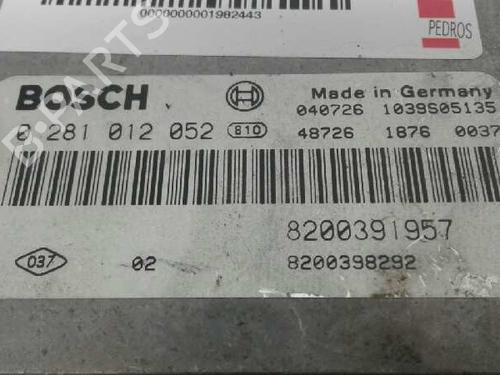 0000000001982443
PEDROS
B-PARTS
BOSCH
Made in Germany
040726 1039S05135
0 281 012 052 810
48726 1876 0037
8200391957
037 02 8200398292